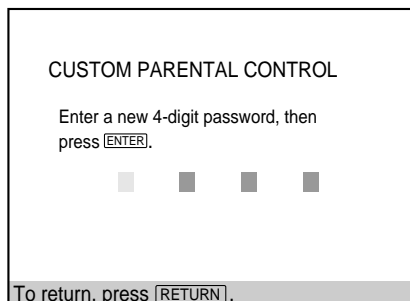 CUSTOM PARENTAL CONTROL
Enter a new 4-digit password, then
press ENTER.
To return, press RETURN.